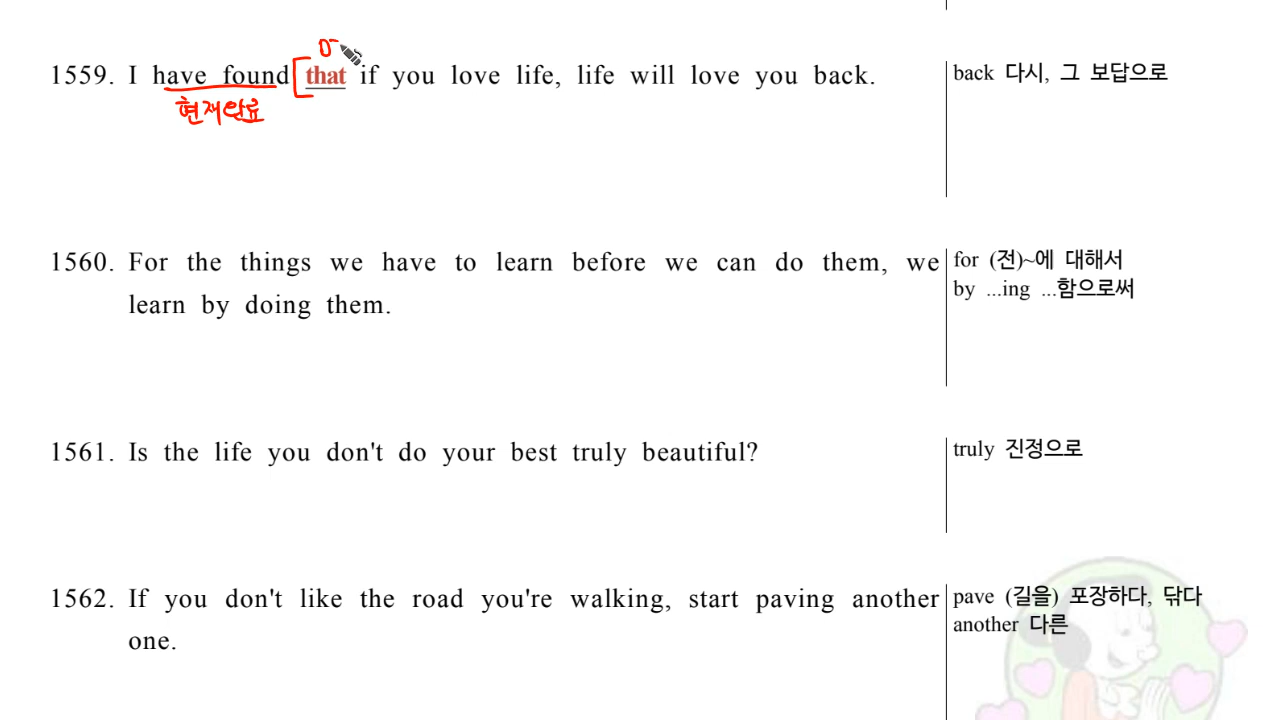 1559. I have found [that if you love life, life will love you back.
현재완료
back 다시, 그 보답으로
1560. For the things we have to learn before we can do them, we
learn by doing them.
for (전)~에 대해서
by ...ing ...함으로써
1561. Is the life you don't do your best truly beautiful?
truly 진정으로
1562. If you don't like the road you're walking, start paving another
one.
pave (길을) 포장하다, 닦다
another 다른